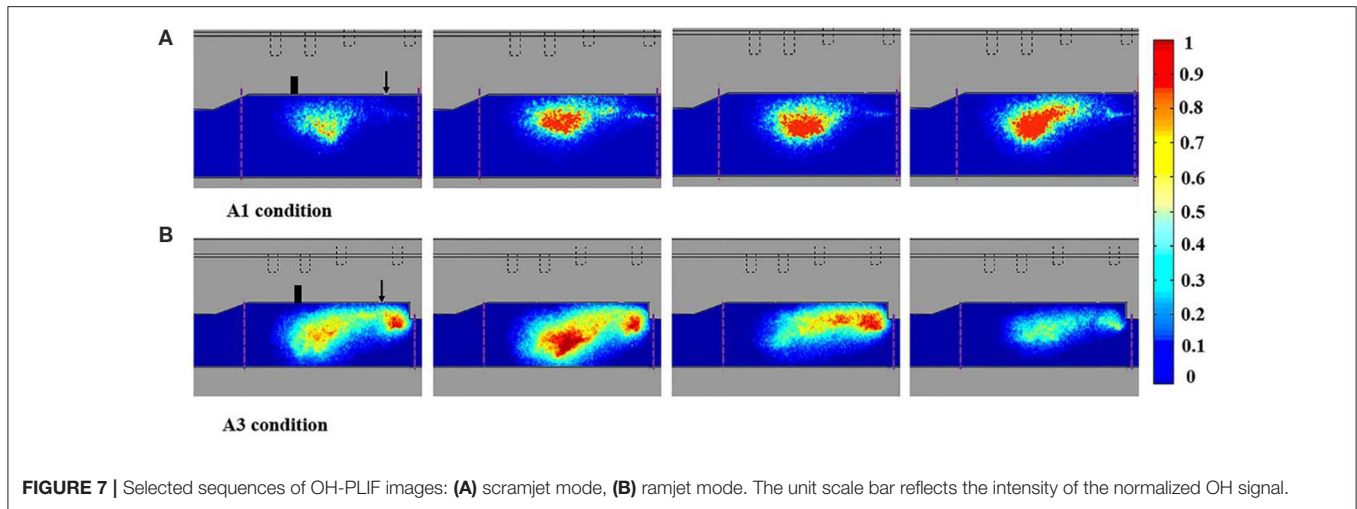 A
A1 condition
B
A3 condition
1
0.9
0.8
0.7
0.6
0.5
0.4
0.3
0.2
0.1
0
FIGURE 7 | Selected sequences of OH-PLIF images: (A) scramjet mode, (B) ramjet mode. The unit scale bar reflects the intensity of the normalized OH signal.